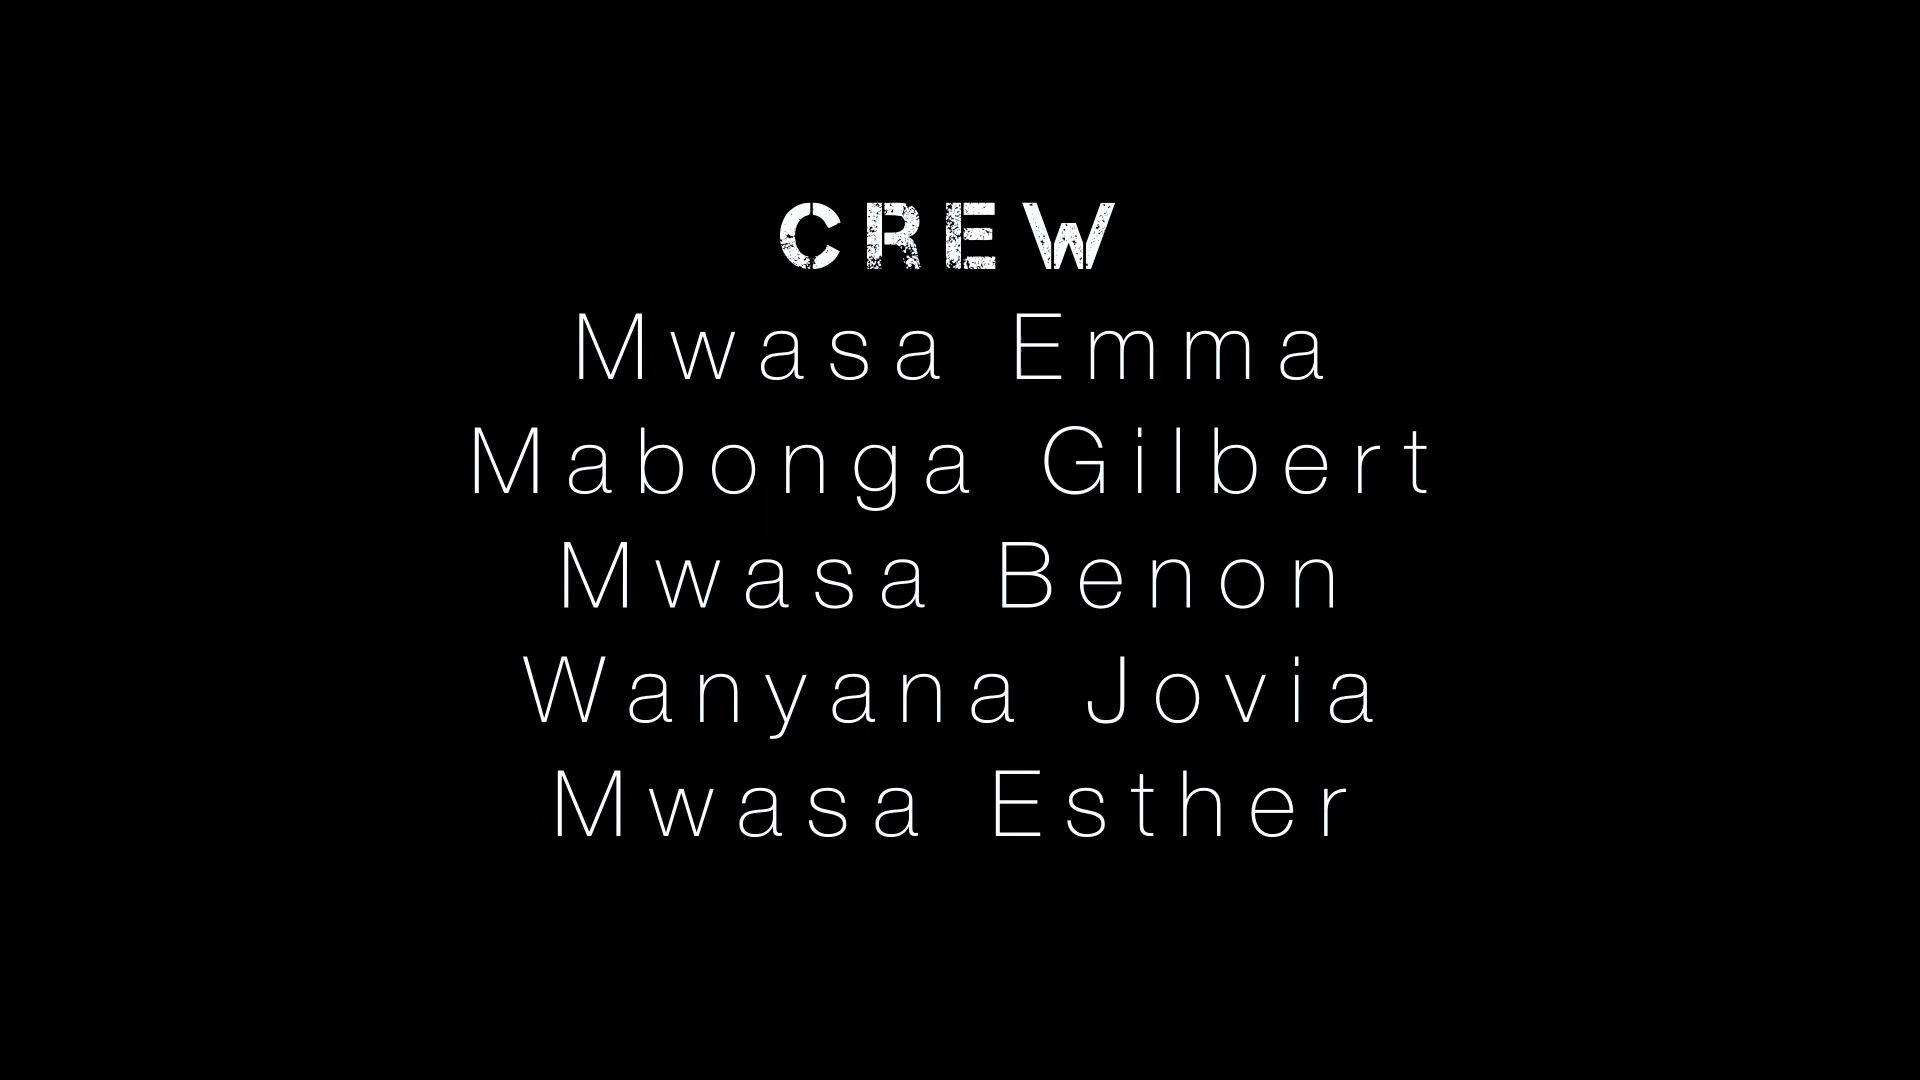 CREW
Mwasa Emma
Mabonga Gilbert
Mwasa Benon
Wanyana Jovia
Mwasa Esther